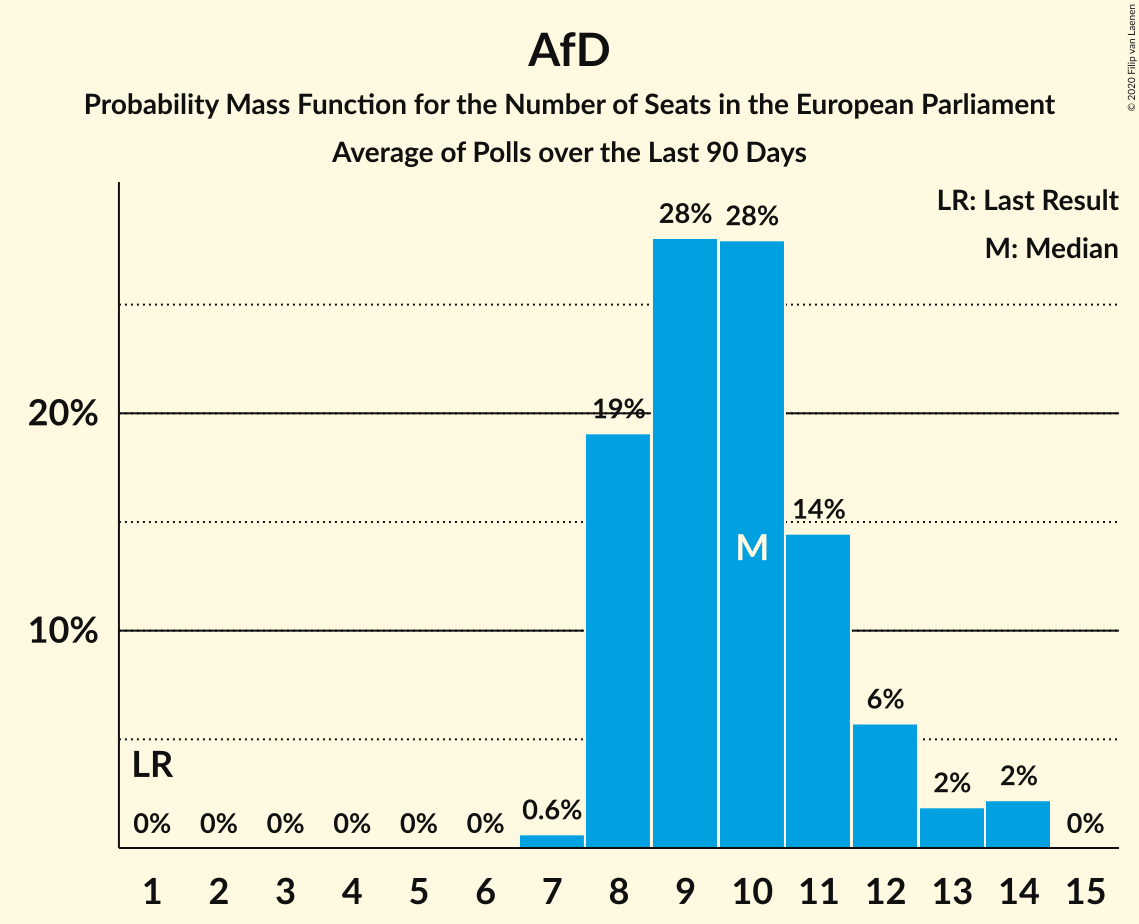 AfD
Probability Mass Function for the Number of Seats in the European Parliament
Average of Polls over the Last 90 Days
© 2020 Filip van Laenen
LR: Last Result
M: Median
28% 28%
20%
19%
14%
M
10%
6%
LR
2% 2%
0% 0% 0% 0% 0% 0% 0.6% 0%
1 2 3 4 5 6 7 8 9 10 11 12 13 14 15